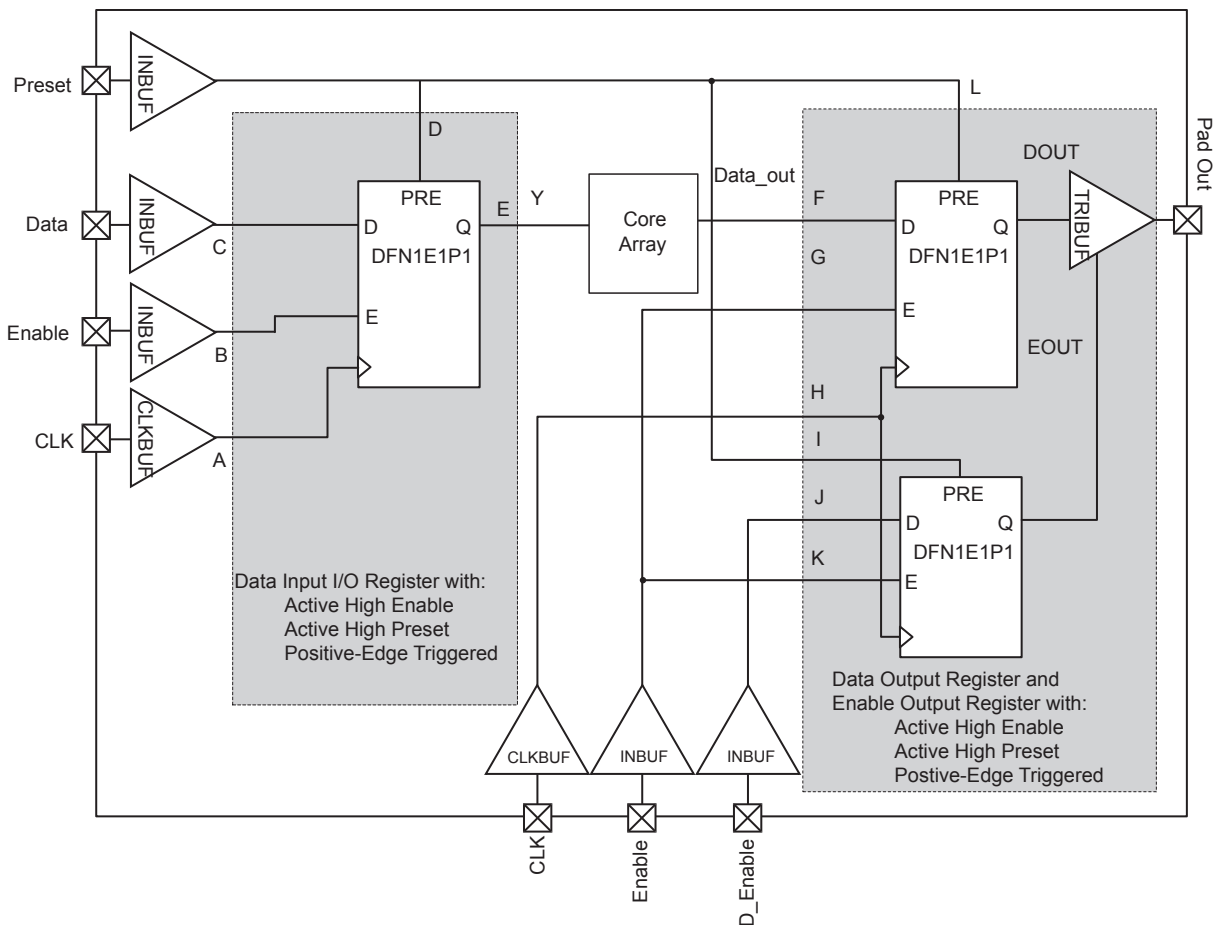 Preset
INBUF
L
D
Pad Out
DOUT
PRE
Data_out
PRE
TRIBUF
Data
INBUF
C
D
Q
E
Y
Core
Array
F
D
Q
DFN1E1P1
G
DFN1E1P1
Enable
INBUF
B
E
E
EOUT
CLK
CLKBUF
A
H
I
PRE
J
D
Q
DFN1E1P1
K
E
Data Input I/O Register with:
Active High Enable
Active High Preset
Positive-Edge Triggered
Data Output Register and
Enable Output Register with:
Active High Enable
Active High Preset
Postive-Edge Triggered
CLKBUF
INBUF
INBUF
CLK
Enable
D_Enable